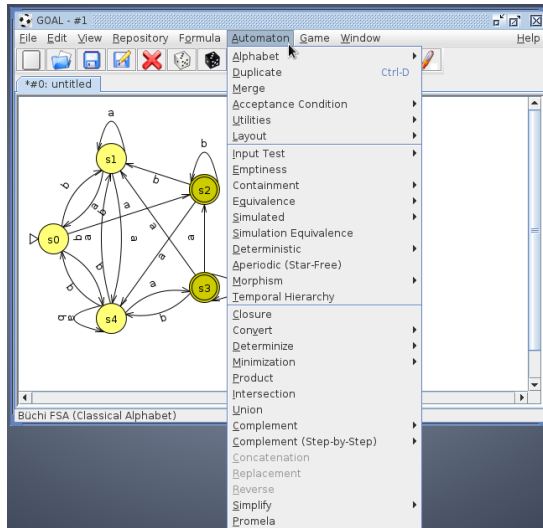 GOAL - #1
File Edit View Repository Formula Automaton Game Window Help
*#0: untitled
Alphabet
Duplicate Ctrl-D
Merge
Acceptance Condition
Utilities
Layout
Input Test
Emptiness
Containment
Equivalence
Simulated
Simulation Equivalence
Deterministic
Aperiodic (Star-Free)
Morphism
Temporal Hierarchy
Closure
Convert
Determinize
Minimization
Product
Intersection
Union
Complement
Complement (Step-by-Step)
Concatenation
Replacement
Reverse
Simplify
Promela
a
s1
b
s2
b
b
a
b
a
s0
b
a
a
a
a
a
b
b
s3
a
b
s4
a
b
Büchi FSA (Classical Alphabet)